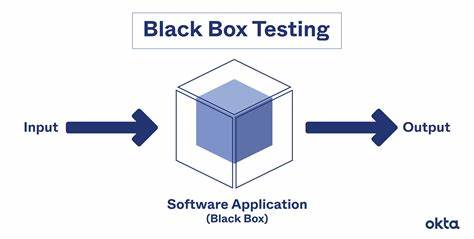 Black Box Testing
Input
Output
Software Application
(Black Box)
okta